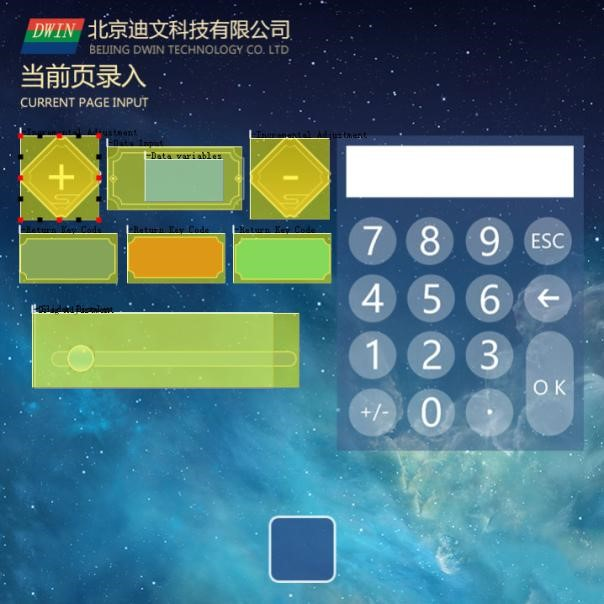 DWIN 北京迪文科技有限公司
BEIJING DWIN TECHNOLOGY CO. LTD
当前页录入
CURRENT PAGE INPUT
Incremental Adjustment
Data Input
Incremental Adjustment
Data variables
+
-
Return Key Code
Return Key Code
Return Key Code
7 8 9 ESC
4 5 6 ←
1 2 3
OK
+/- 0 .